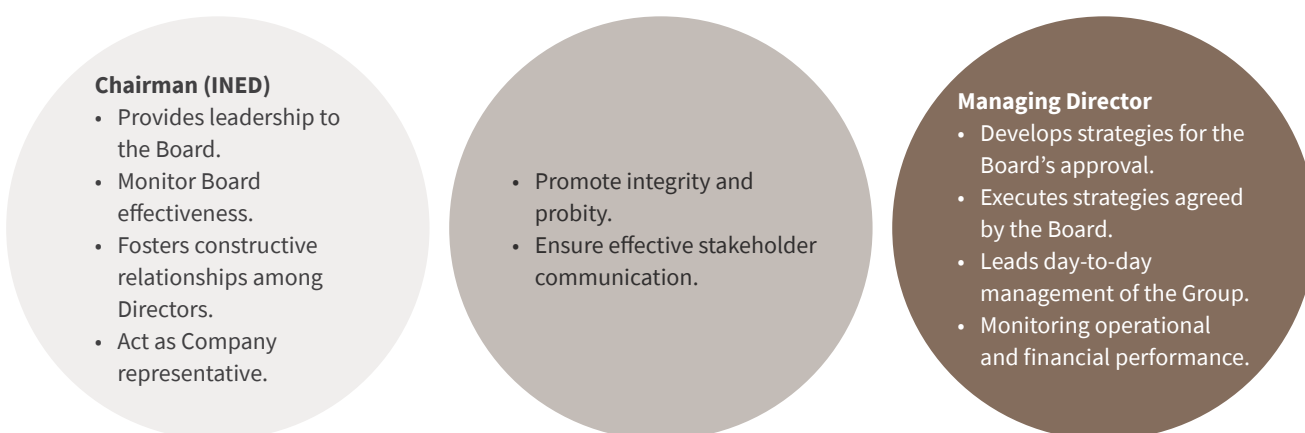 Chairman (INED)
• Provides leadership to
the Board.
• Monitor Board
effectiveness.
• Fosters constructive
relationships among
Directors.
• Act as Company
representative.
• Promote integrity and
probity.
• Ensure effective stakeholder
communication.
Managing Director
• Develops strategies for the
Board’s approval.
• Executes strategies agreed
by the Board.
• Leads day-to-day
management of the Group.
• Monitoring operational
and financial performance.